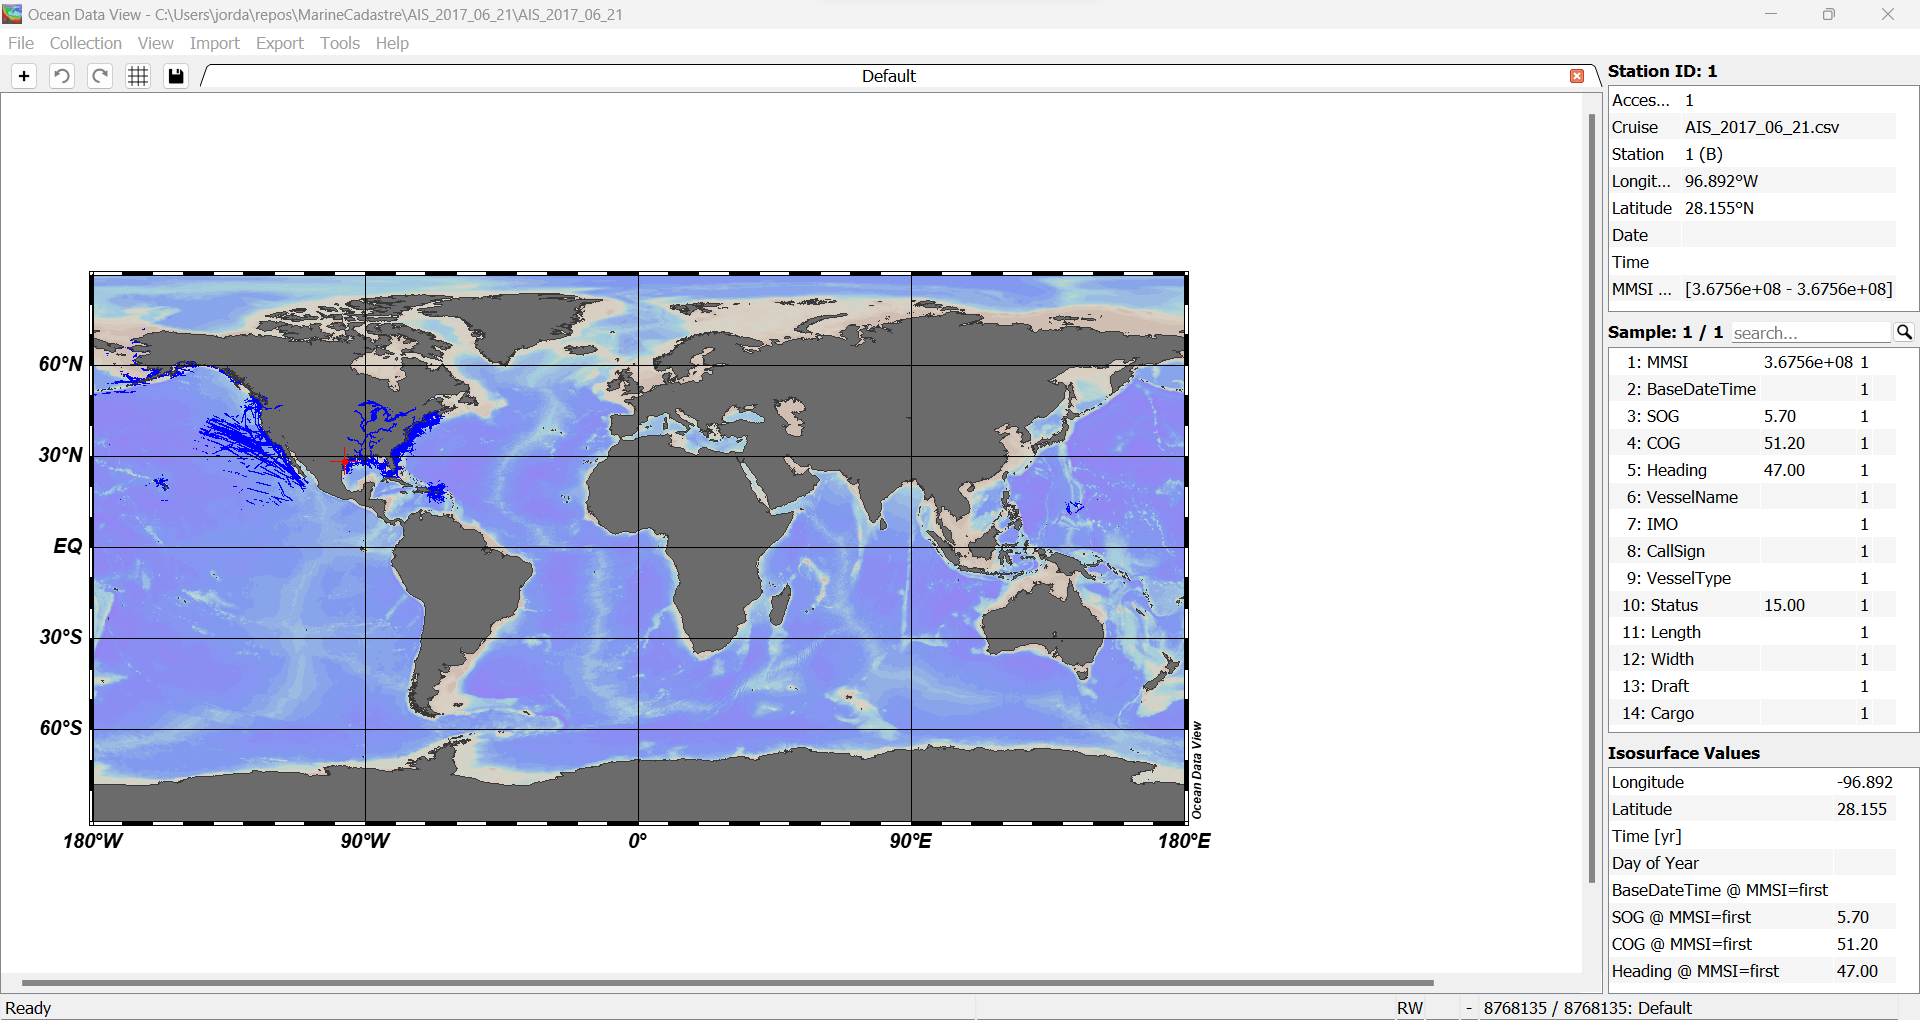 Ocean Data View - C:\Users\jorda\repos\MarineCadastre\AIS_2017_06_21\AIS_2017_06_21
File Collection View Import Export Tools Help
Default
60°N
30°N
EQ
30°S
60°S
180°W 90°W 0° 90°E 180°E
Ocean Data View
Station ID: 1
Acces... 1
Cruise AIS_2017_06_21.csv
Station 1 (B)
Longit... 96.892°W
Latitude 28.155°N
Date
Time
MMSI ... [3.6756e+08 - 3.6756e+08]
Sample: 1 / 1 search...
1: MMSI 3.6756e+08 1
2: BaseDateTime 1
3: SOG 5.70 1
4: COG 51.20 1
5: Heading 47.00 1
6: VesselName 1
7: IMO 1
8: CallSign 1
9: VesselType 1
10: Status 15.00 1
11: Length 1
12: Width 1
13: Draft 1
14: Cargo 1
Isosurface Values
Longitude -96.892
Latitude 28.155
Time [yr]
Day of Year
BaseDateTime @ MMSI=first
SOG @ MMSI=first 5.70
COG @ MMSI=first 51.20
Heading @ MMSI=first 47.00
Ready RW - 8768135 / 8768135: Default